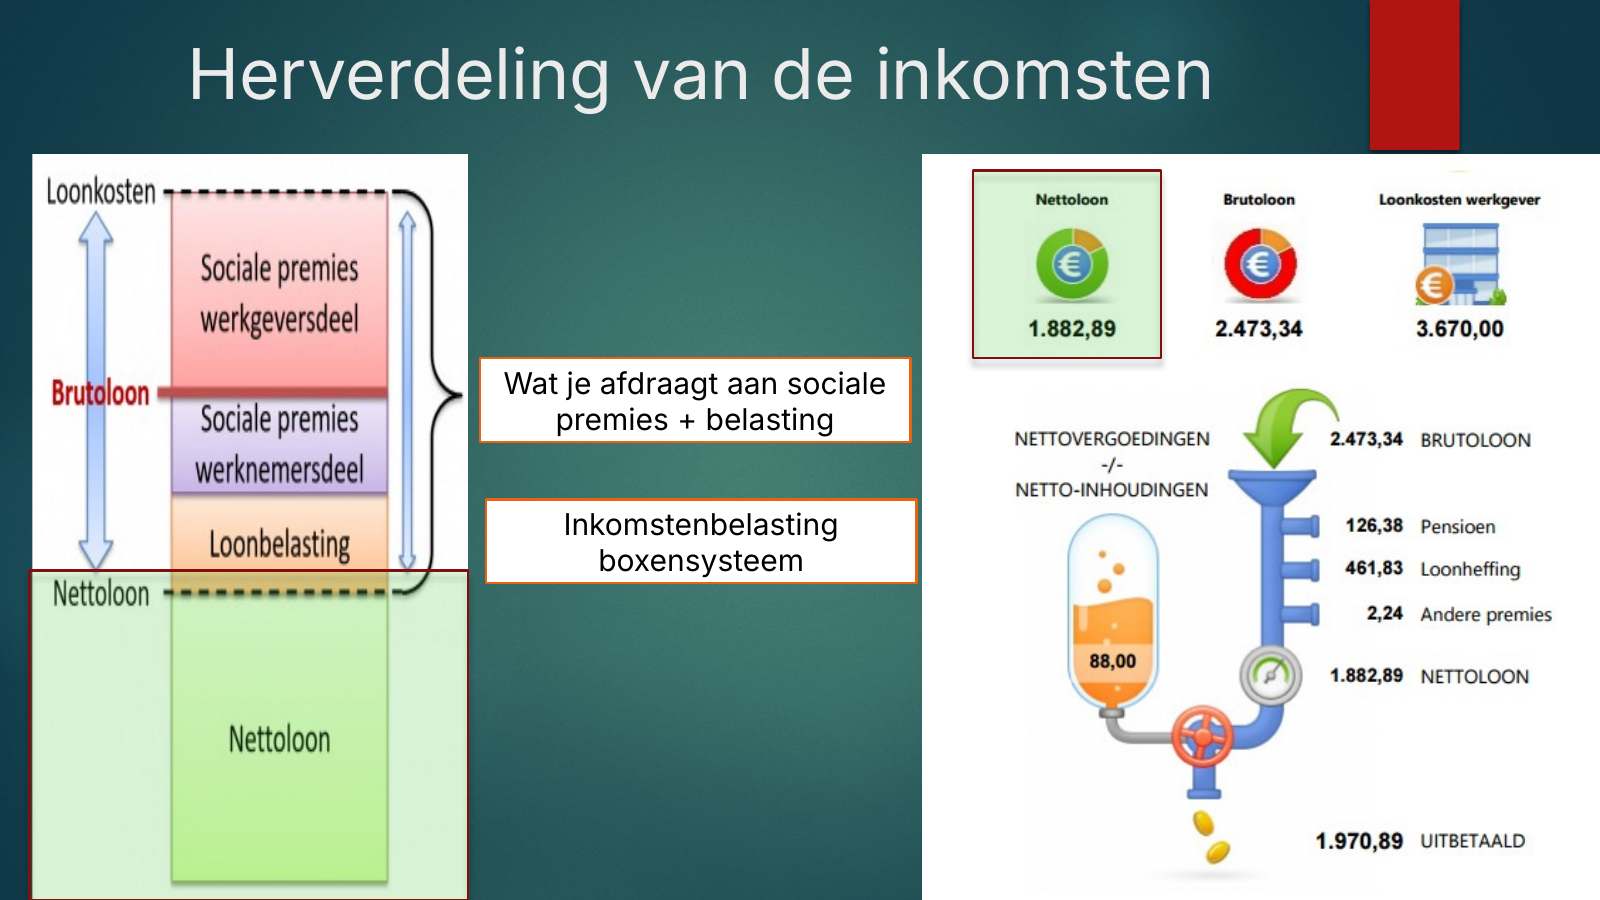 Herverdeling van de inkomsten
Loonkosten
Sociale premies
werkgeversdeel
Brutoloon
Sociale premies
werknemersdeel
Loonbelasting
Nettoloon
Nettoloon
Wat je afdraagt aan sociale
premies + belasting
Inkomstenbelasting
boxensysteem
Nettoloon
Brutoloon
Loonkosten werkgever
€
€
€
1.882,89
2.473,34
3.670,00
NETTOVERGOEDINGEN
-/-
NETTO-INHOUDINGEN
88,00
2.473,34 BRUTOLOON
126,38 Pensioen
461,83 Loonheffing
2,24 Andere premies
1.882,89 NETTOLOON
1.970,89 UITBETAALD